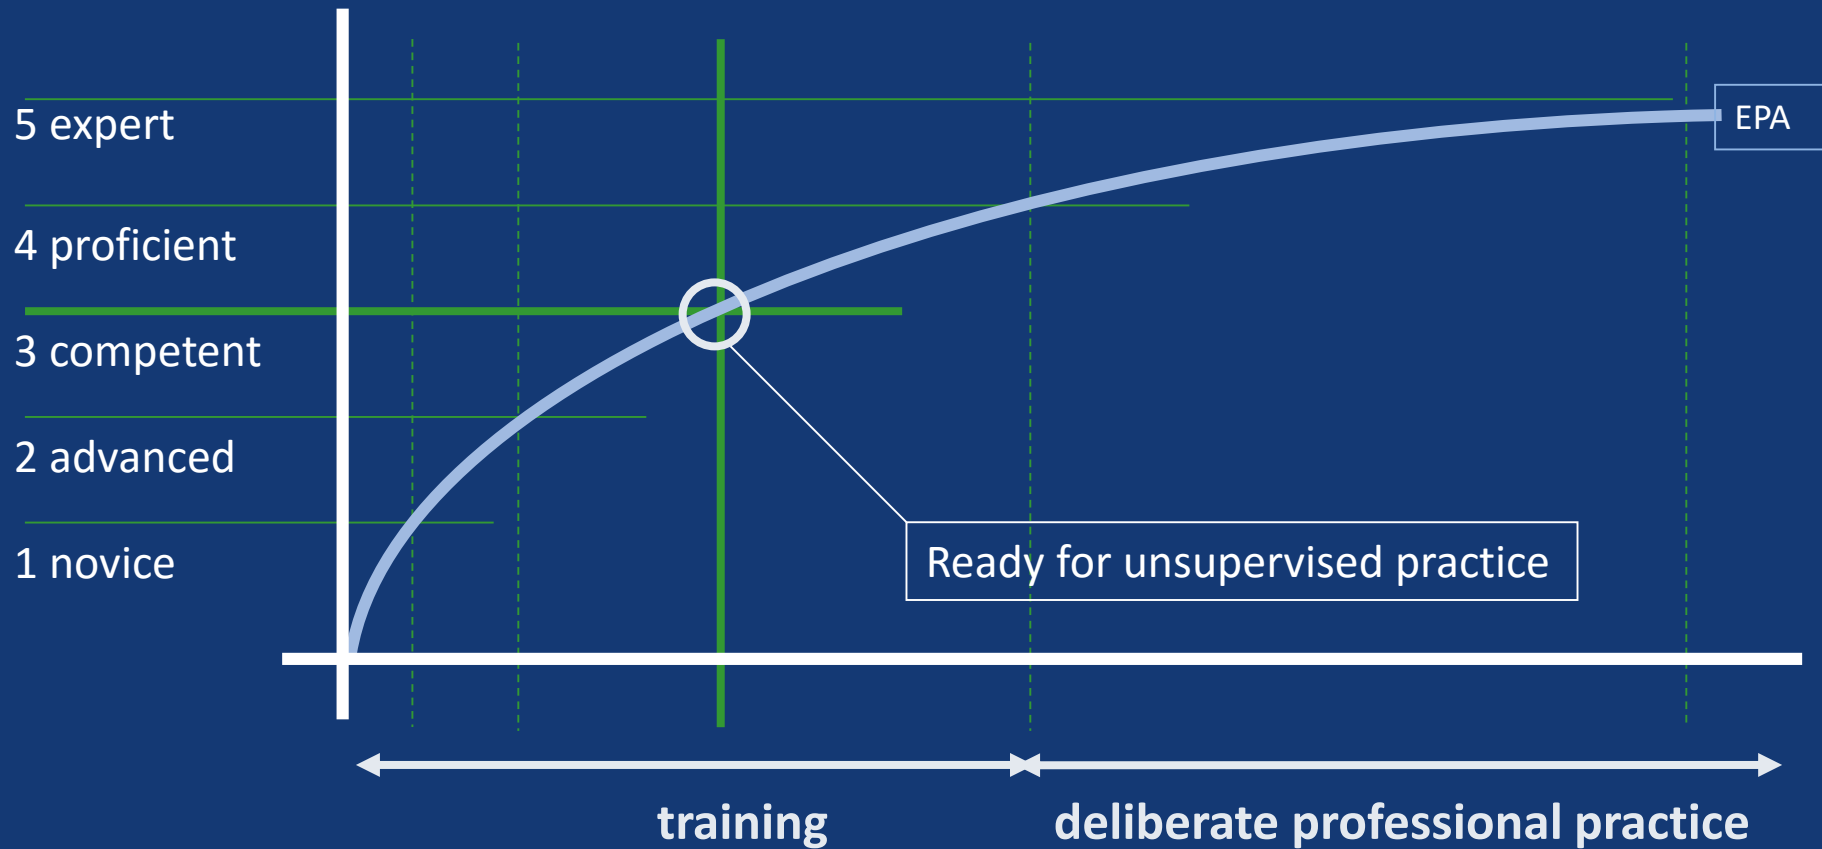 5 expert
EPA
4 proficient
3 competent
2 advanced
Ready for unsupervised practice
1 novice
training
deliberate professional practice